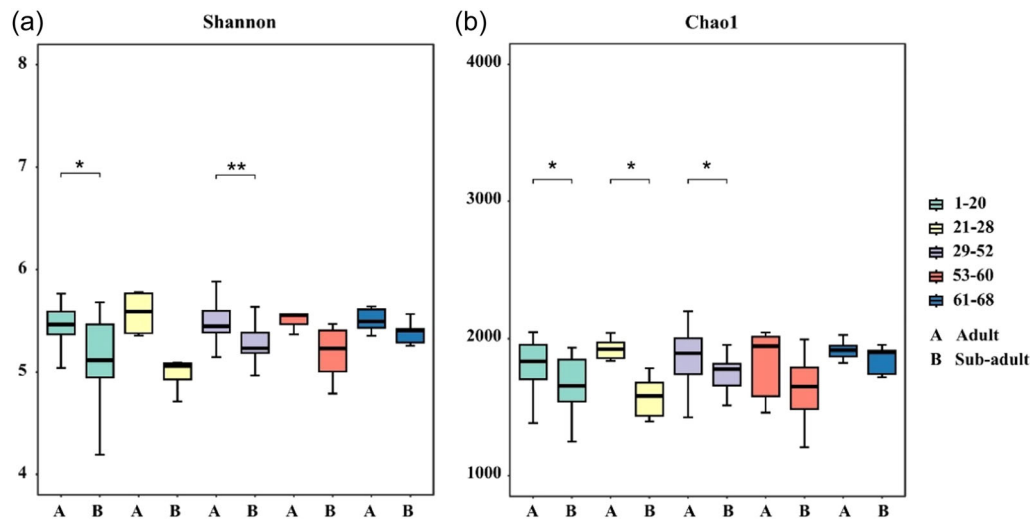 (a) Shannon
8
7
6
5
4
* **
A B A B A B A B A B
(b) Chao1
4000
3000
2000
1000
* * *
A B A B A B A B A B
1-20
21-28
29-52
53-60
61-68
A Adult
B Sub-adult